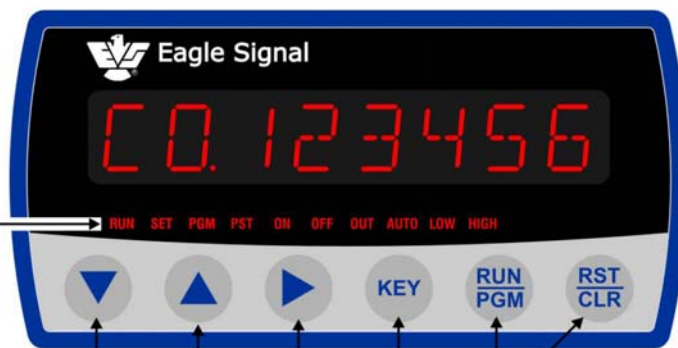 Eagle Signal
C0.123456
RUN SET PGM PST ON OFF OUT AUTO LOW HIGH
KEY RUN PGM RST CLR